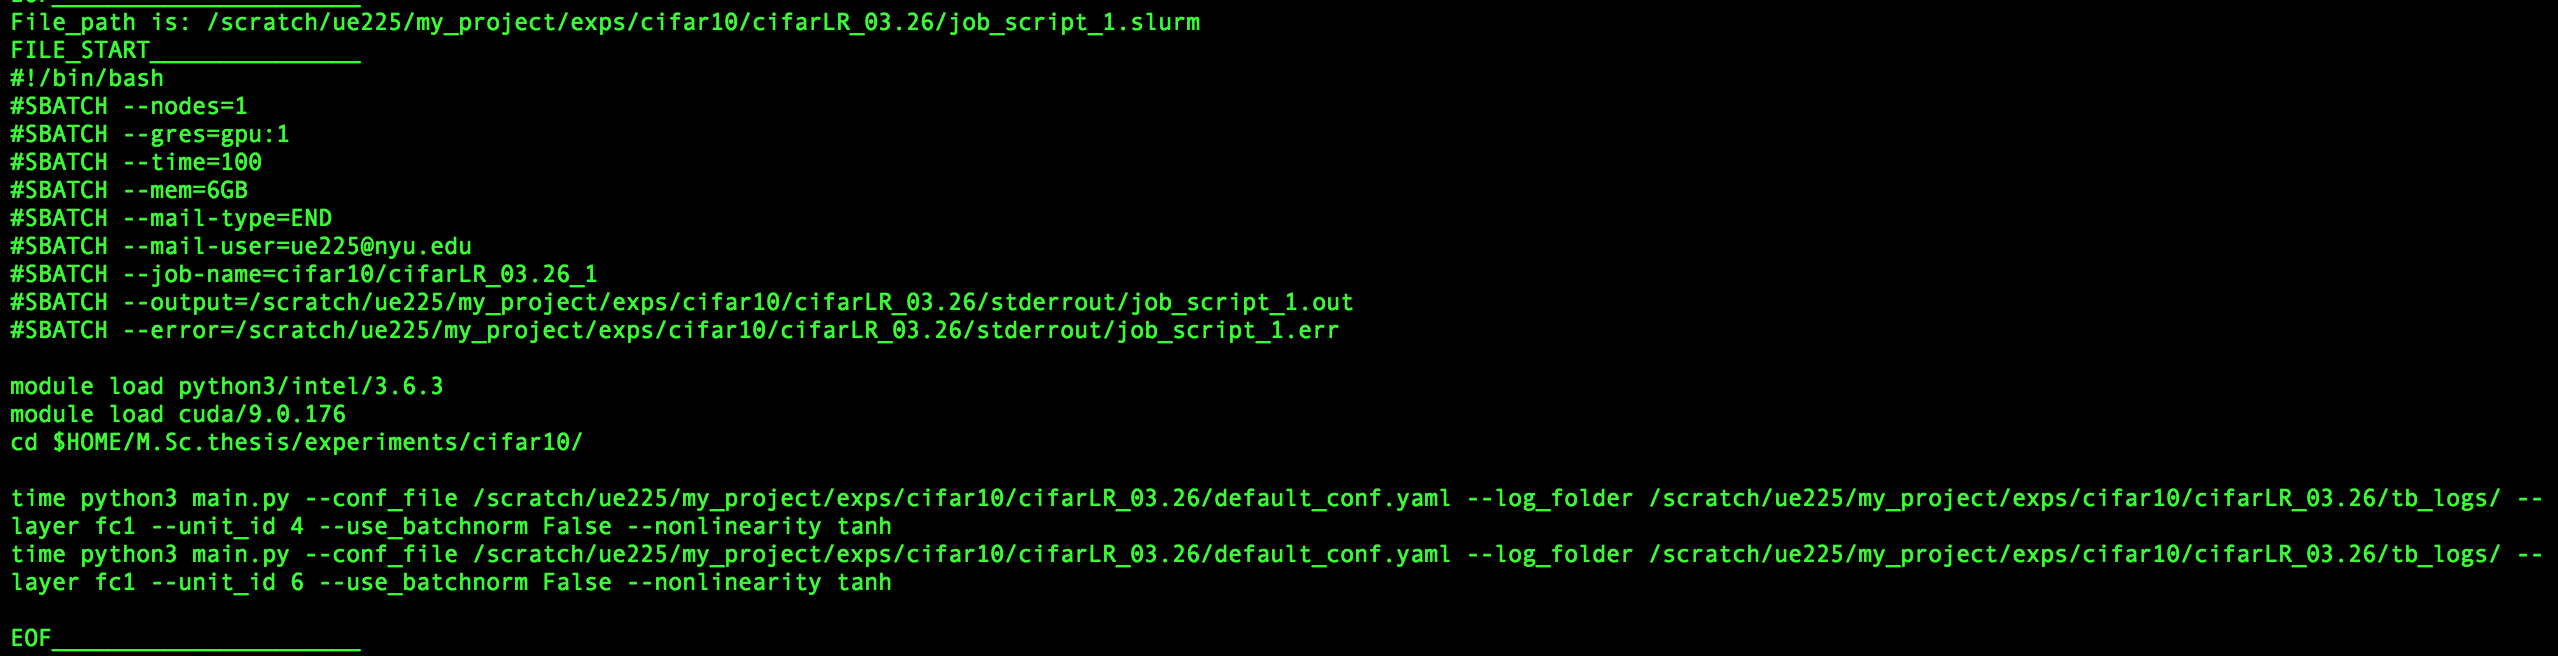 EOF______________________
File_path is: /scratch/ue225/my_project/exps/cifar10/cifarLR_03.26/job_script_1.slurm
FILE_START_______________
#!/bin/bash
#SBATCH --nodes=1
#SBATCH --gres=gpu:1
#SBATCH --time=100
#SBATCH --mem=6GB
#SBATCH --mail-type=END
#SBATCH --mail-user=ue225@nyu.edu
#SBATCH --job-name=cifar10/cifarLR_03.26_1
#SBATCH --output=/scratch/ue225/my_project/exps/cifar10/cifarLR_03.26/stderrout/job_script_1.out
#SBATCH --error=/scratch/ue225/my_project/exps/cifar10/cifarLR_03.26/stderrout/job_script_1.err
module load python3/intel/3.6.3
module load cuda/9.0.176
cd $HOME/M.Sc.thesis/experiments/cifar10/
time python3 main.py --conf_file /scratch/ue225/my_project/exps/cifar10/cifarLR_03.26/default_conf.yaml --log_folder /scratch/ue225/my_project/exps/cifar10/cifarLR_03.26/tb_logs/ --
layer fc1 --unit_id 4 --use_batchnorm False --nonlinearity tanh
time python3 main.py --conf_file /scratch/ue225/my_project/exps/cifar10/cifarLR_03.26/default_conf.yaml --log_folder /scratch/ue225/my_project/exps/cifar10/cifarLR_03.26/tb_logs/ --
layer fc1 --unit_id 6 --use_batchnorm False --nonlinearity tanh
EOF______________________